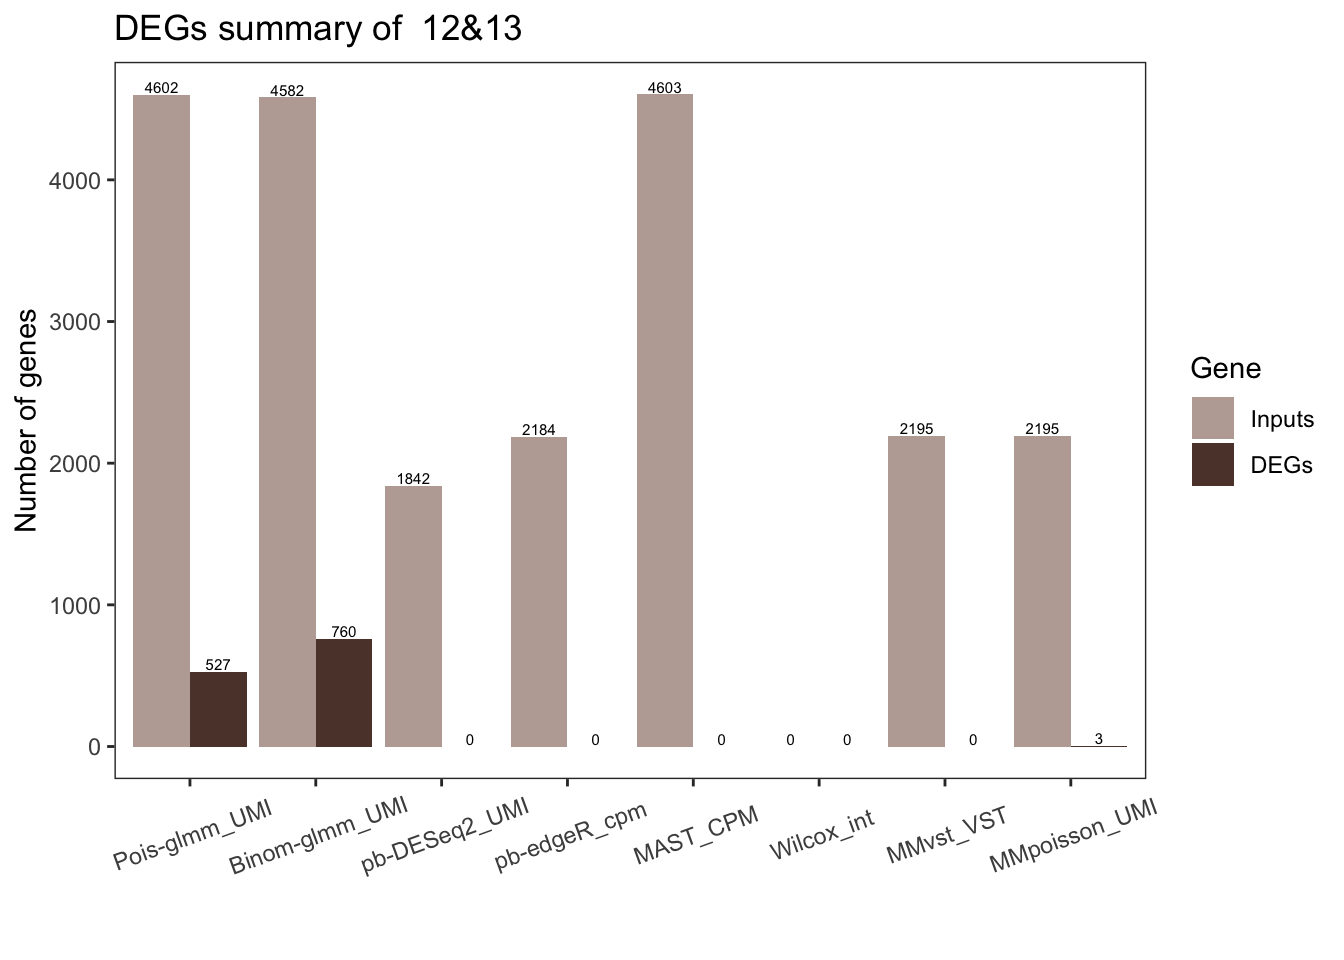 DEGs summary of  12&13
Number of genes
4000
3000
2000
1000
0
4602
527
4582
760
1842
0
2184
0
4603
0
0
0
2195
0
2195
3
Pois-glmm_UMI
Binom-glmm_UMI
pb-DESeq2_UMI
pb-edgeR_cpm
MAST_CPM
Wilcox_int
MMvst_VST
MMpoisson_UMI
Gene
Inputs
DEGs